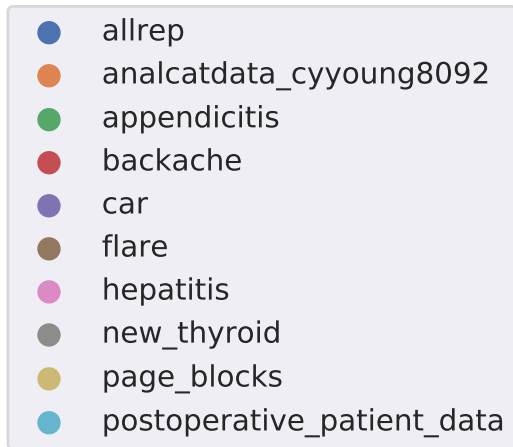 allrep
analcatdata_cyyoung8092
appendicitis
backache
car
flare
hepatitis
new_thyroid
page_blocks
postoperative_patient_data